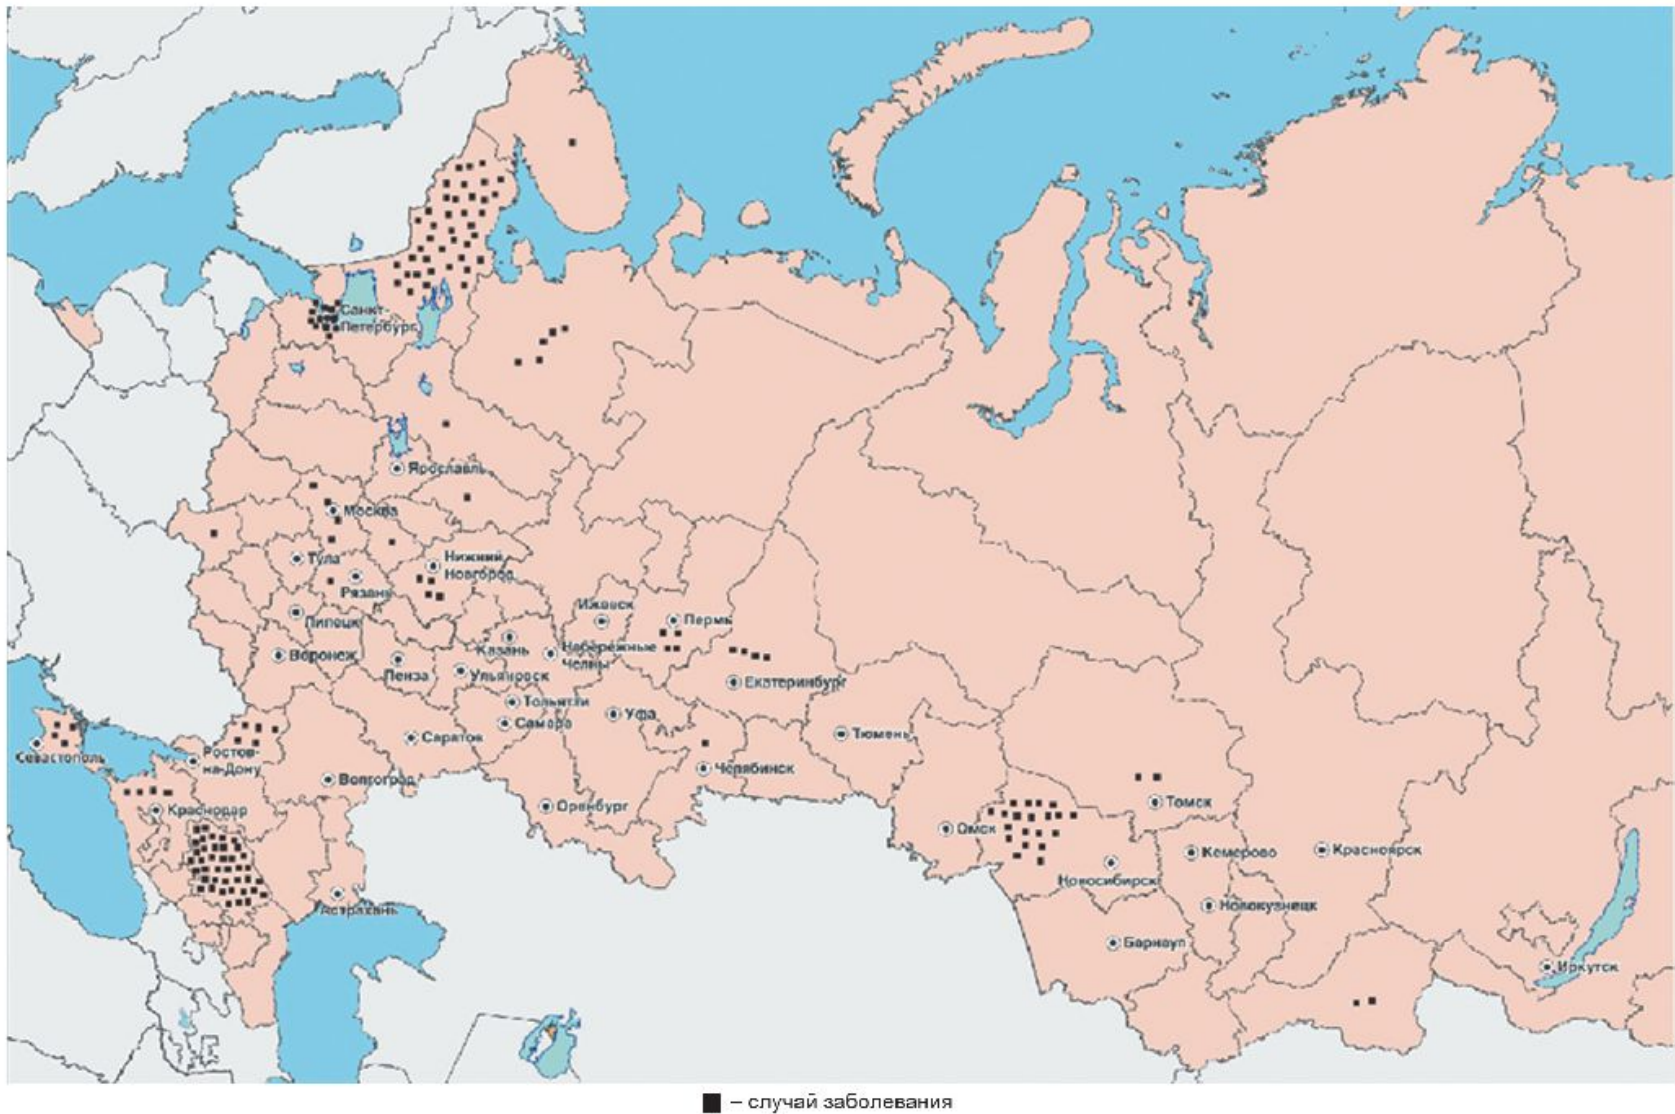 Санкт-
Петербург
Ярославль
Москва
Тула
Нижний
Новгород
Рязань
Ижевск
Липецк
Пермь
Воронеж
Казань
Набережные
Челны
Пенза
Ульяновск
Екатеринбург
Тольятти
Самара
Уфа
Саратов
Тюмень
Севастополь
Ростов-
на-Дону
Волгоград
Челябинск
Краснодар
Оренбург
Томск
Омск
Кемерово
Красноярск
Новосибирск
Астрахань
Новокузнецк
Барнаул
Иркутск
– случай заболевания